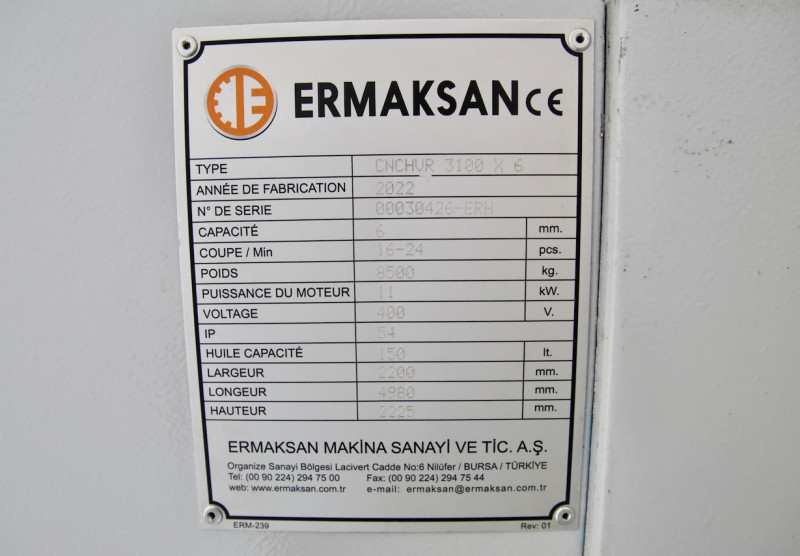 ERMAKSAN CE
TYPE CNCHVR 3100 X 6
ANNÉE DE FABRICATION 2022
N° DE SERIE 00030426-ERH
CAPACITÉ 6 mm.
COUPE / Min 16-24 pcs.
POIDS 8500 kg.
PUISSANCE DU MOTEUR 11 kW.
VOLTAGE 400 V.
IP 54
HUILE CAPACITÉ 150 lt.
LARGEUR 2200 mm.
LONGEUR 4980 mm.
HAUTEUR 2225 mm.
ERMAKSAN MAKİNA SANAYİ VE TİC. A.Ş.
Organize Sanayi Bölgesi Lacivert Cadde No:6 Nilüfer / BURSA / TÜRKİYE
Tel: (00 90 224) 294 75 00 Fax: (00 90 224) 294 75 44
web: www.ermaksan.com.tr e-mail: ermaksan@ermaksan.com.tr
ERM-239 Rev: 01